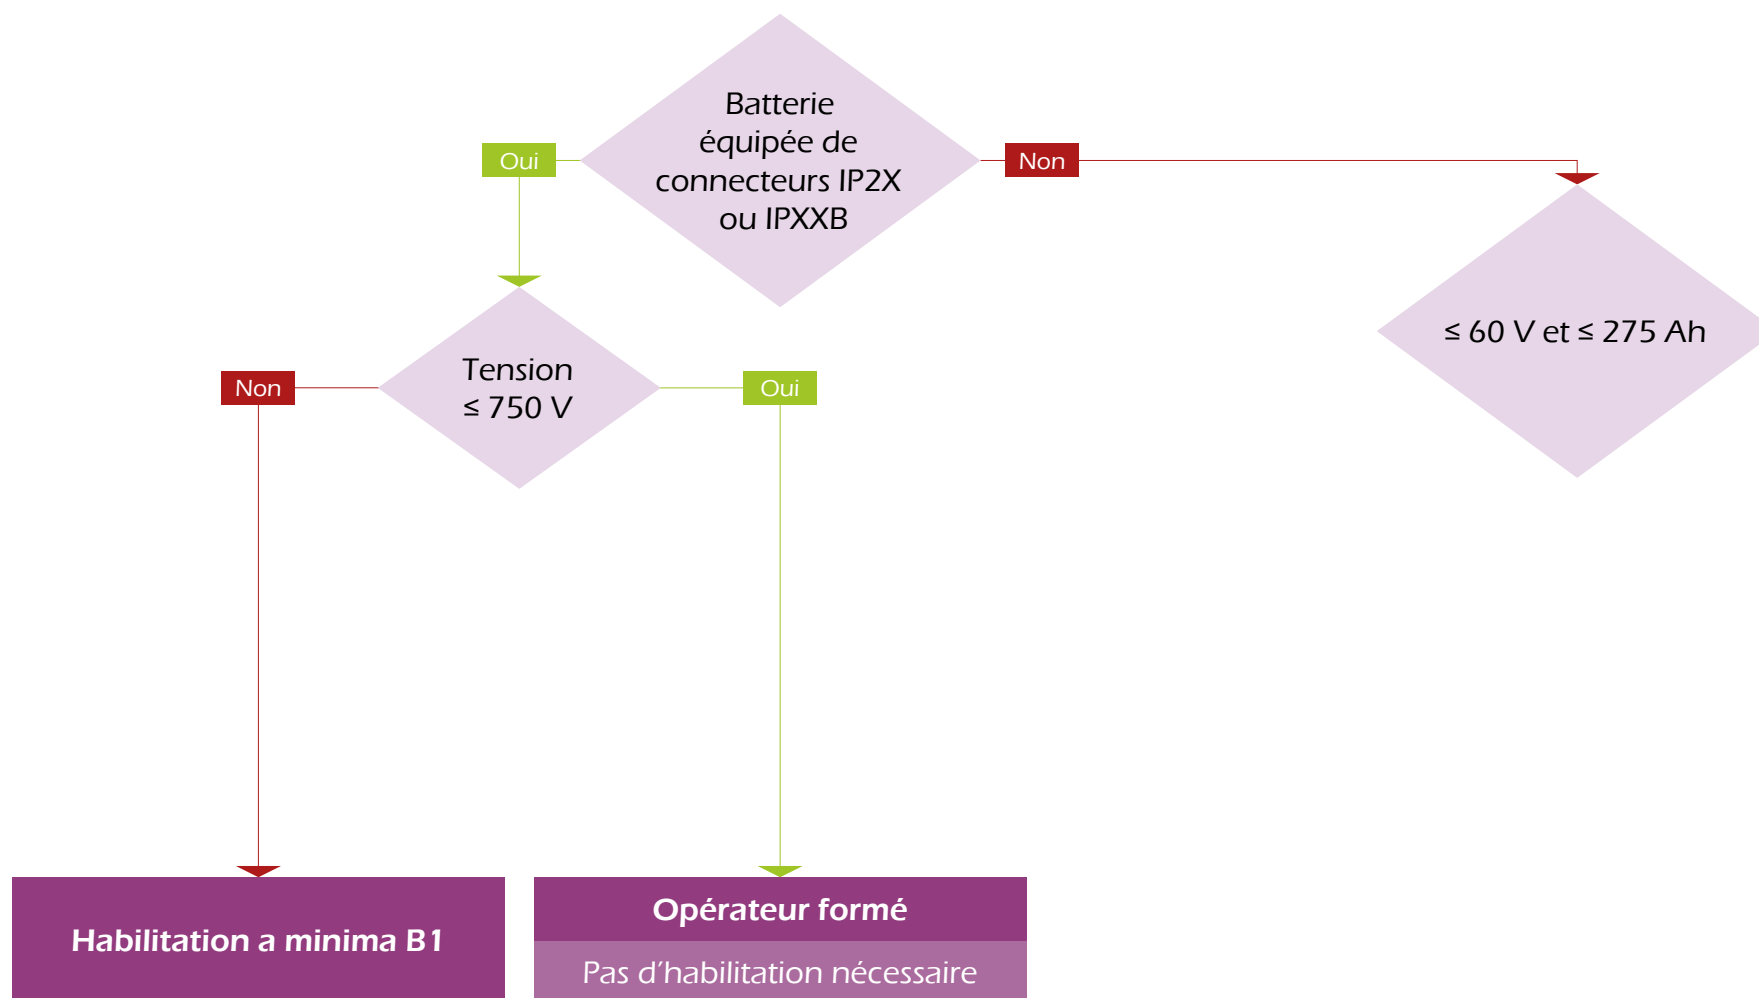 Batterie
équipée de
connecteurs IP2X
ou IPXXB
Oui
Non
≤ 60 V et ≤ 275 Ah
Tension
≤ 750 V
Non
Oui
Habilitation a minima B1
Opérateur formé
Pas d’habilitation nécessaire